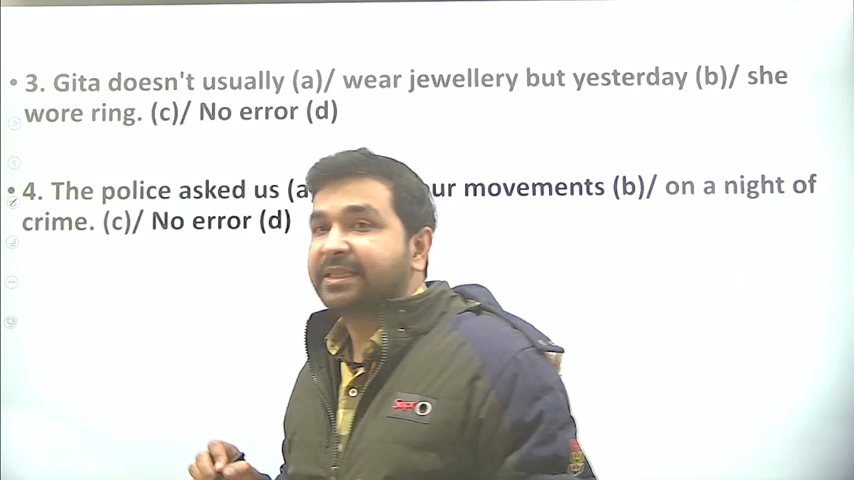 • 3. Gita doesn't usually (a)/ wear jewellery but yesterday (b)/ she
wore ring. (c)/ No error (d)
• 4. The police asked us (a ur movements (b)/ on a night of
crime. (c)/ No error (d)